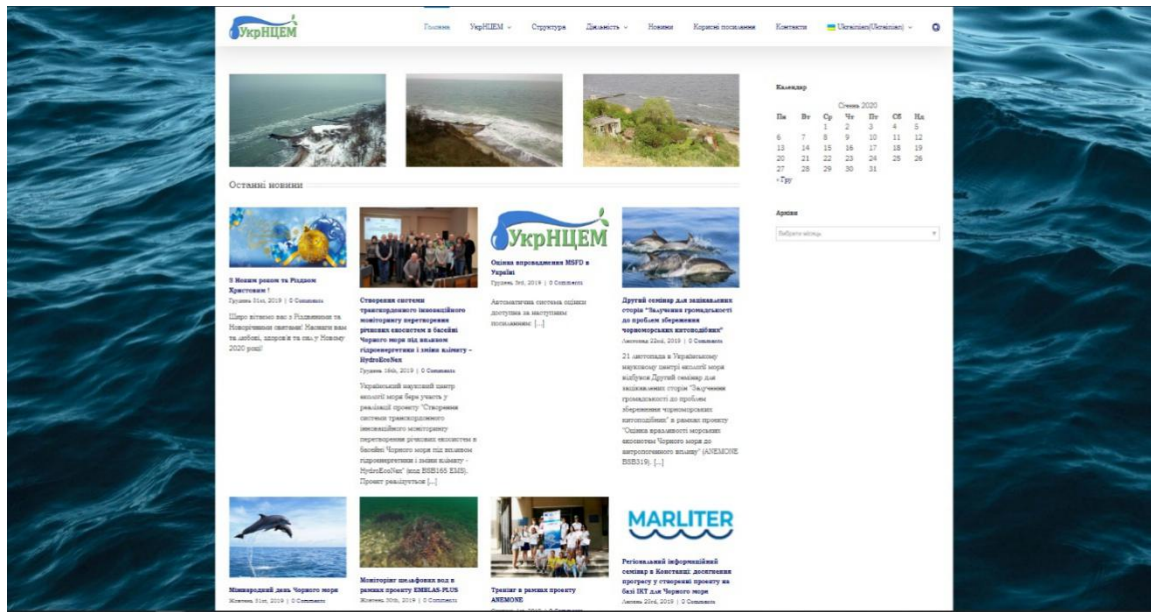 УкрНЦЕМ
Головна УкрНЦЕМ Структура Діяльність Новини Корисні посилання Контакти Ukrainian(Ukrainian)
Календар
Січень 2020
Пн Вт Ср Чт Пт Сб Нд
1 2 3 4 5
6 7 8 9 10 11 12
13 14 15 16 17 18 19
20 21 22 23 24 25 26
27 28 29 30 31
« Гру
Архіви
Вибрати місяць
Останні новини
З Новим роком та Різдвом
Христовим !
Грудень 31st, 2019 | 0 Comments
Щиро вітаємо вас з Різдвяними та
Новорічними святами! Наснаги вам
та любові, здоров'я та сил у Новому
2020 році!
Створення системи
транскордонного інноваційного
моніторингу перетворення
річкових екосистем в басейні
Чорного моря під впливом
гідроенергетики і зміни клімату –
HydroEcoNex
Грудень 16th, 2019 | 0 Comments
Український науковий центр
екології моря бере участь у
реалізації проекту "Створення
системи транскордонного
інноваційного моніторингу
перетворення річкових екосистем в
басейні Чорного моря під впливом
гідроенергетики і зміни клімату -
HydroEcoNex" (код BSB165 EMS).
Проект реалізується [...]
УкрНЦЕМ
Оцінка впровадження MSFD в
Україні
Грудень 3rd, 2019 | 0 Comments
Автоматична система оцінки
доступна за наступним
посиланням: [...]
Другий семінар для зацікавлених
сторін "Залучення громадськості
до проблем збереження
чорноморських китоподібних"
Листопад 22nd, 2019 | 0 Comments
21 листопада в Українському
науковому центрі екології моря
відбувся Другий семінар для
зацікавлених сторін "Залучення
громадськості до проблем
збереження чорноморських
китоподібних" в рамках проекту
"Оцінка вразливості морських
екосистем Чорного моря до
антропогенного впливу" (ANEMONE
BSB319). [...]
Міжнародний день Чорного моря
Жовтень 31st, 2019 | 0 Comments
Моніторінг шельфових вод в
рамках проекту EMBLAS-PLUS
Жовтень 30th, 2019 | 0 Comments
Тренінг в рамках проекту
ANEMONE
MARLITER
Регіональний інформаційний
семінар в Констанці: досягнення
прогресу у створенні проекту на
базі ІКТ для Чорного моря
Липень 23rd, 2019 | 0 Comments